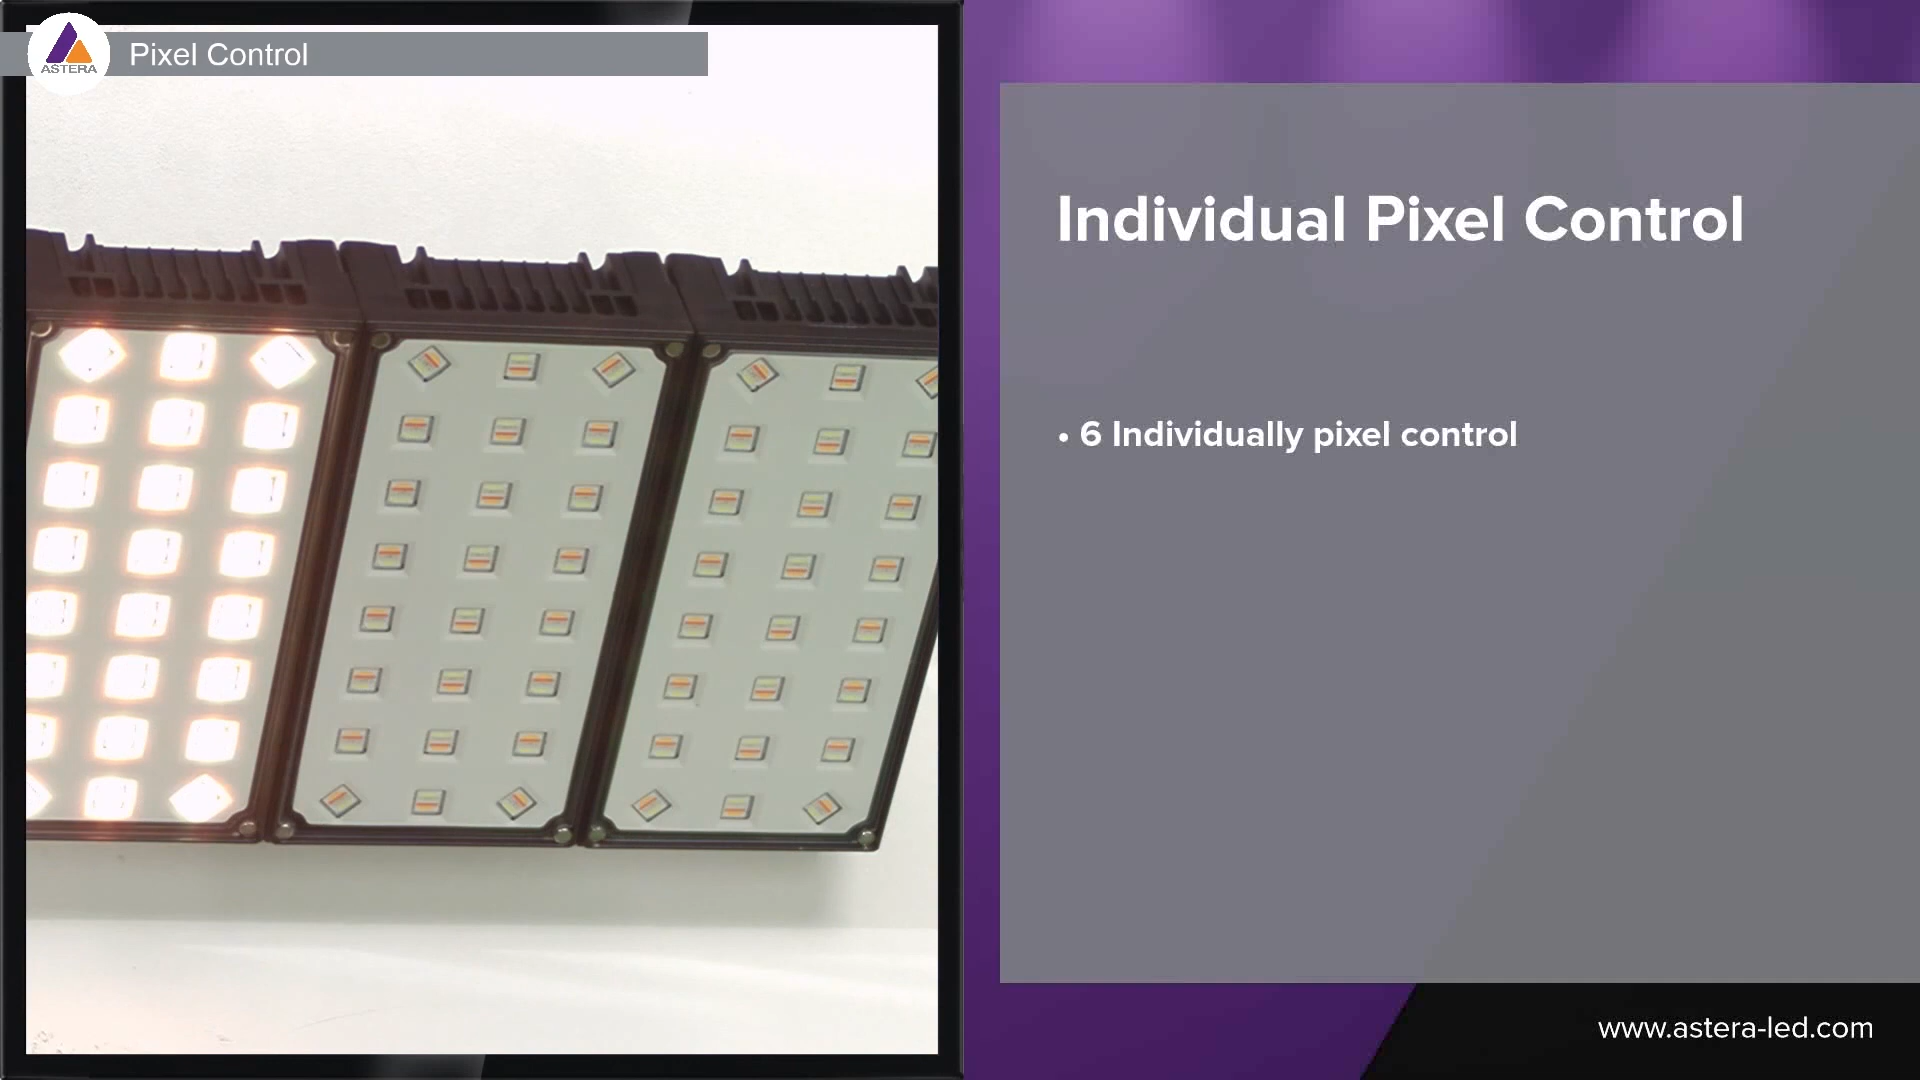 ASTERA
Pixel Control
Individual Pixel Control
• 6 Individually pixel control
www.astera-led.com